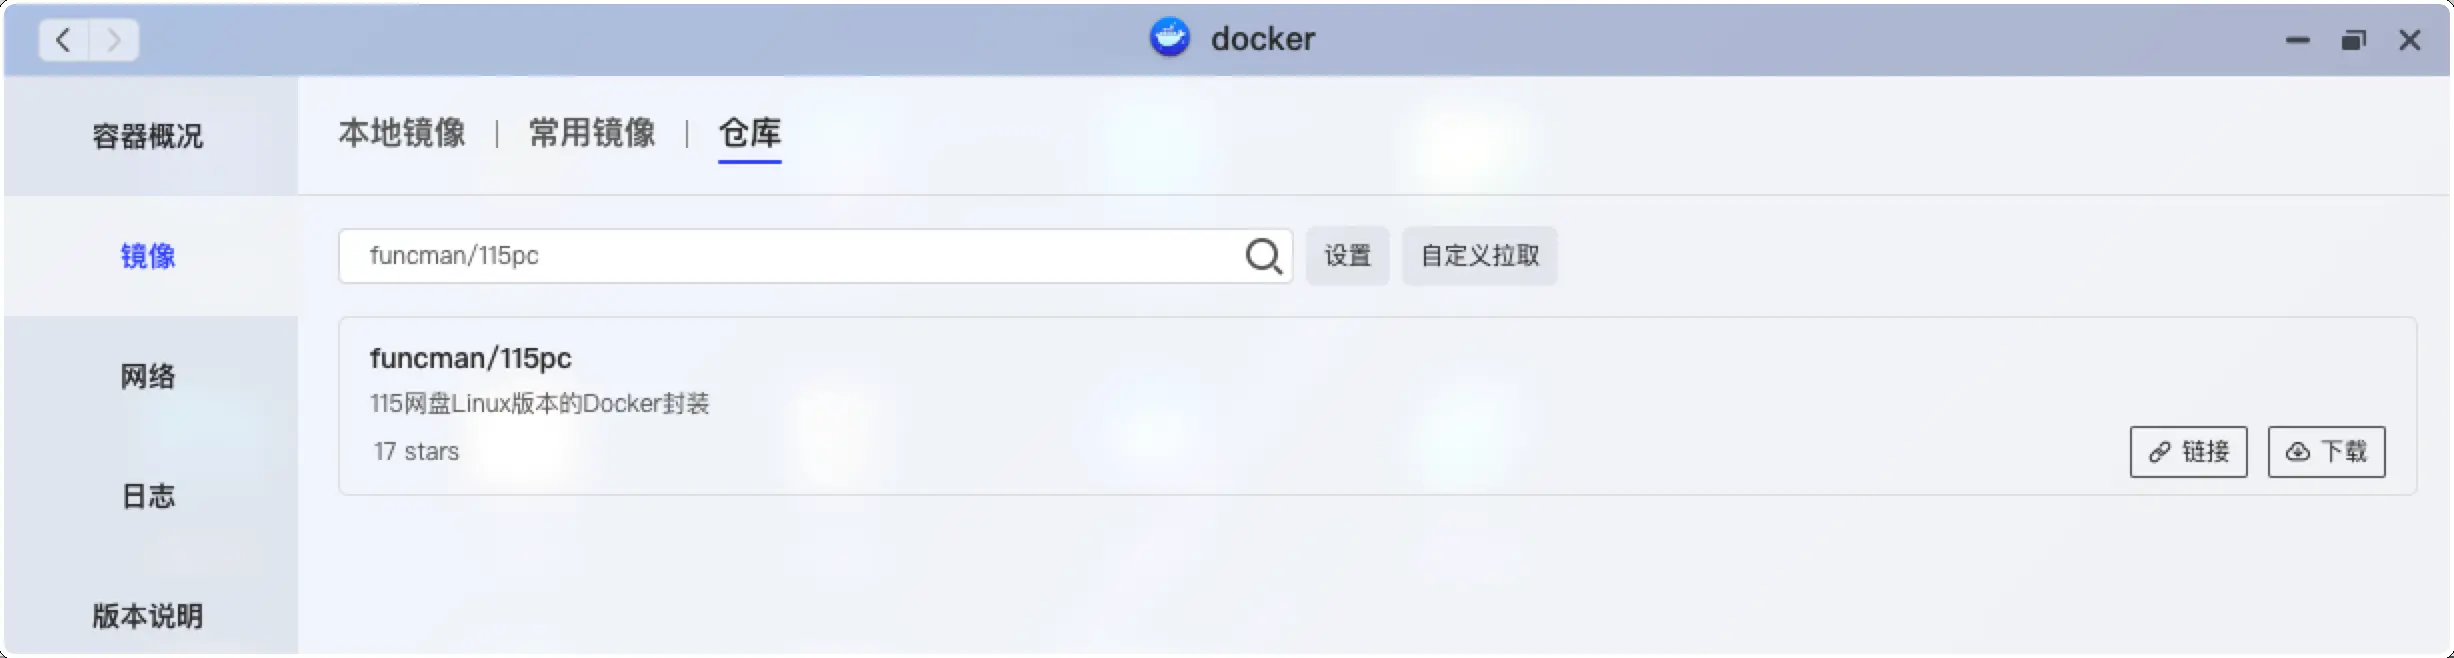 docker
容器概况
镜像
网络
日志
版本说明
本地镜像 | 常用镜像 | 仓库
funcman/115pc
设置
自定义拉取
funcman/115pc
115网盘Linux版本的Docker封装
17 stars
链接
下载